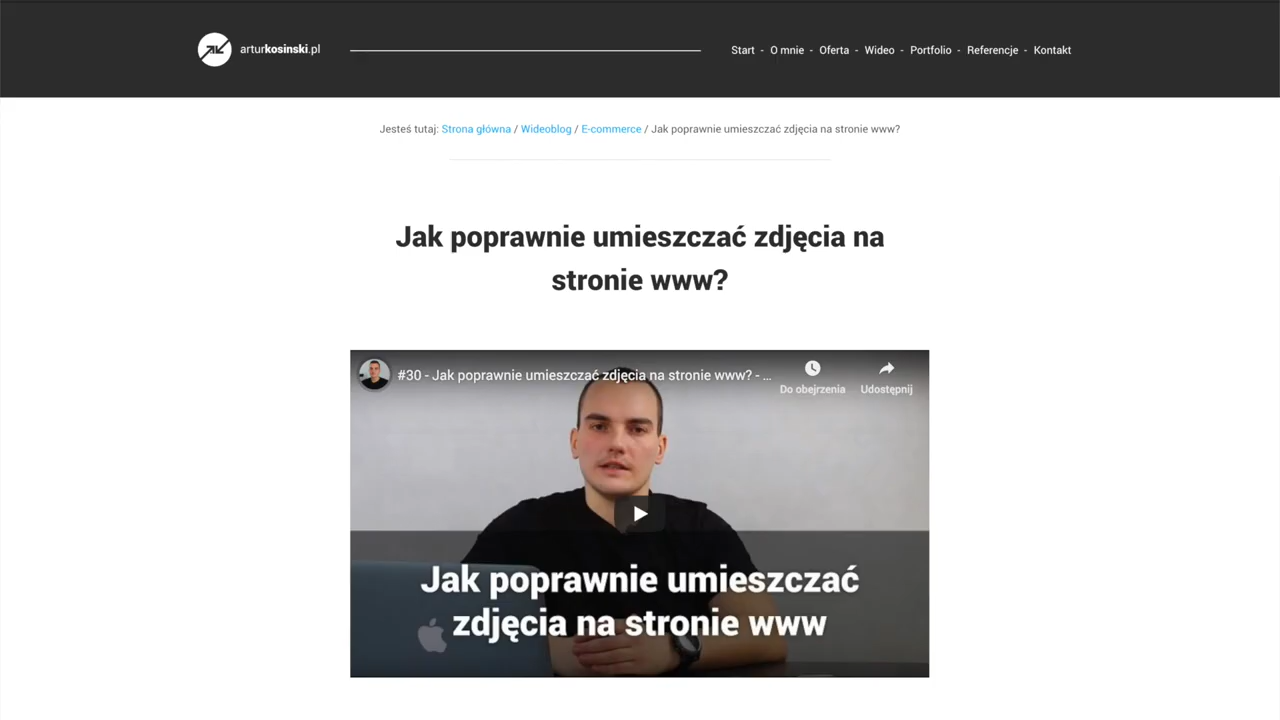 arturkosinski.pl
Start - O mnie - Oferta - Wideo - Portfolio - Referencje - Kontakt
Jesteś tutaj: Strona główna / Wideoblog / E-commerce / Jak poprawnie umieszczać zdjęcia na stronie www?
Jak poprawnie umieszczać zdjęcia na
stronie www?
#30 - Jak poprawnie umieszczać zdjęcia na stronie www? - ...
Do obejrzenia
Udostępnij
Jak poprawnie umieszczać
zdjęcia na stronie www